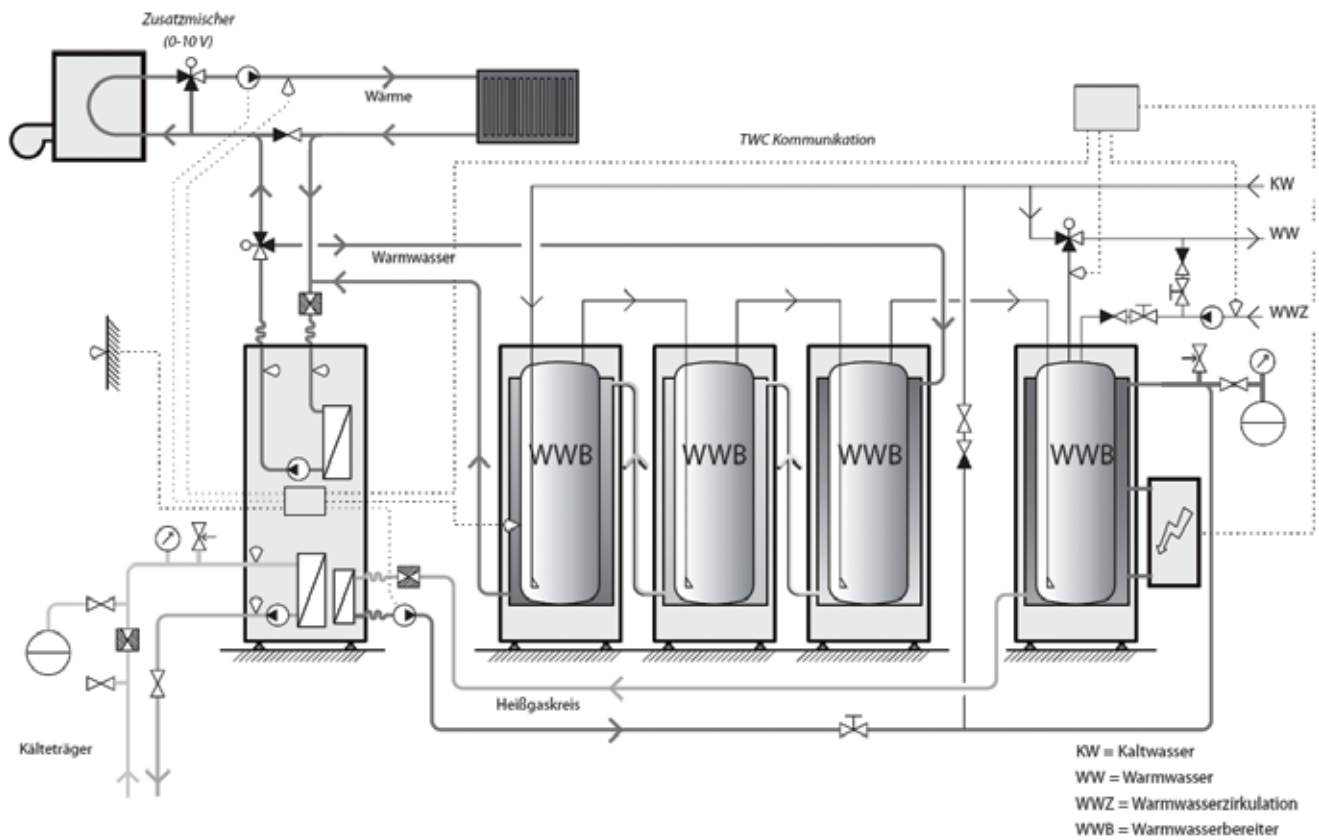 Zusatzmischer
(0-10 V)
Wärme
TWC Kommunikation
KW
WW
Warmwasser
WWZ
WWB
WWB
WWB
WWB
Heißgaskreis
Kälteträger
KW = Kaltwasser
WW = Warmwasser
WWZ = Warmwasserzirkulation
WWB = Warmwasserbereiter